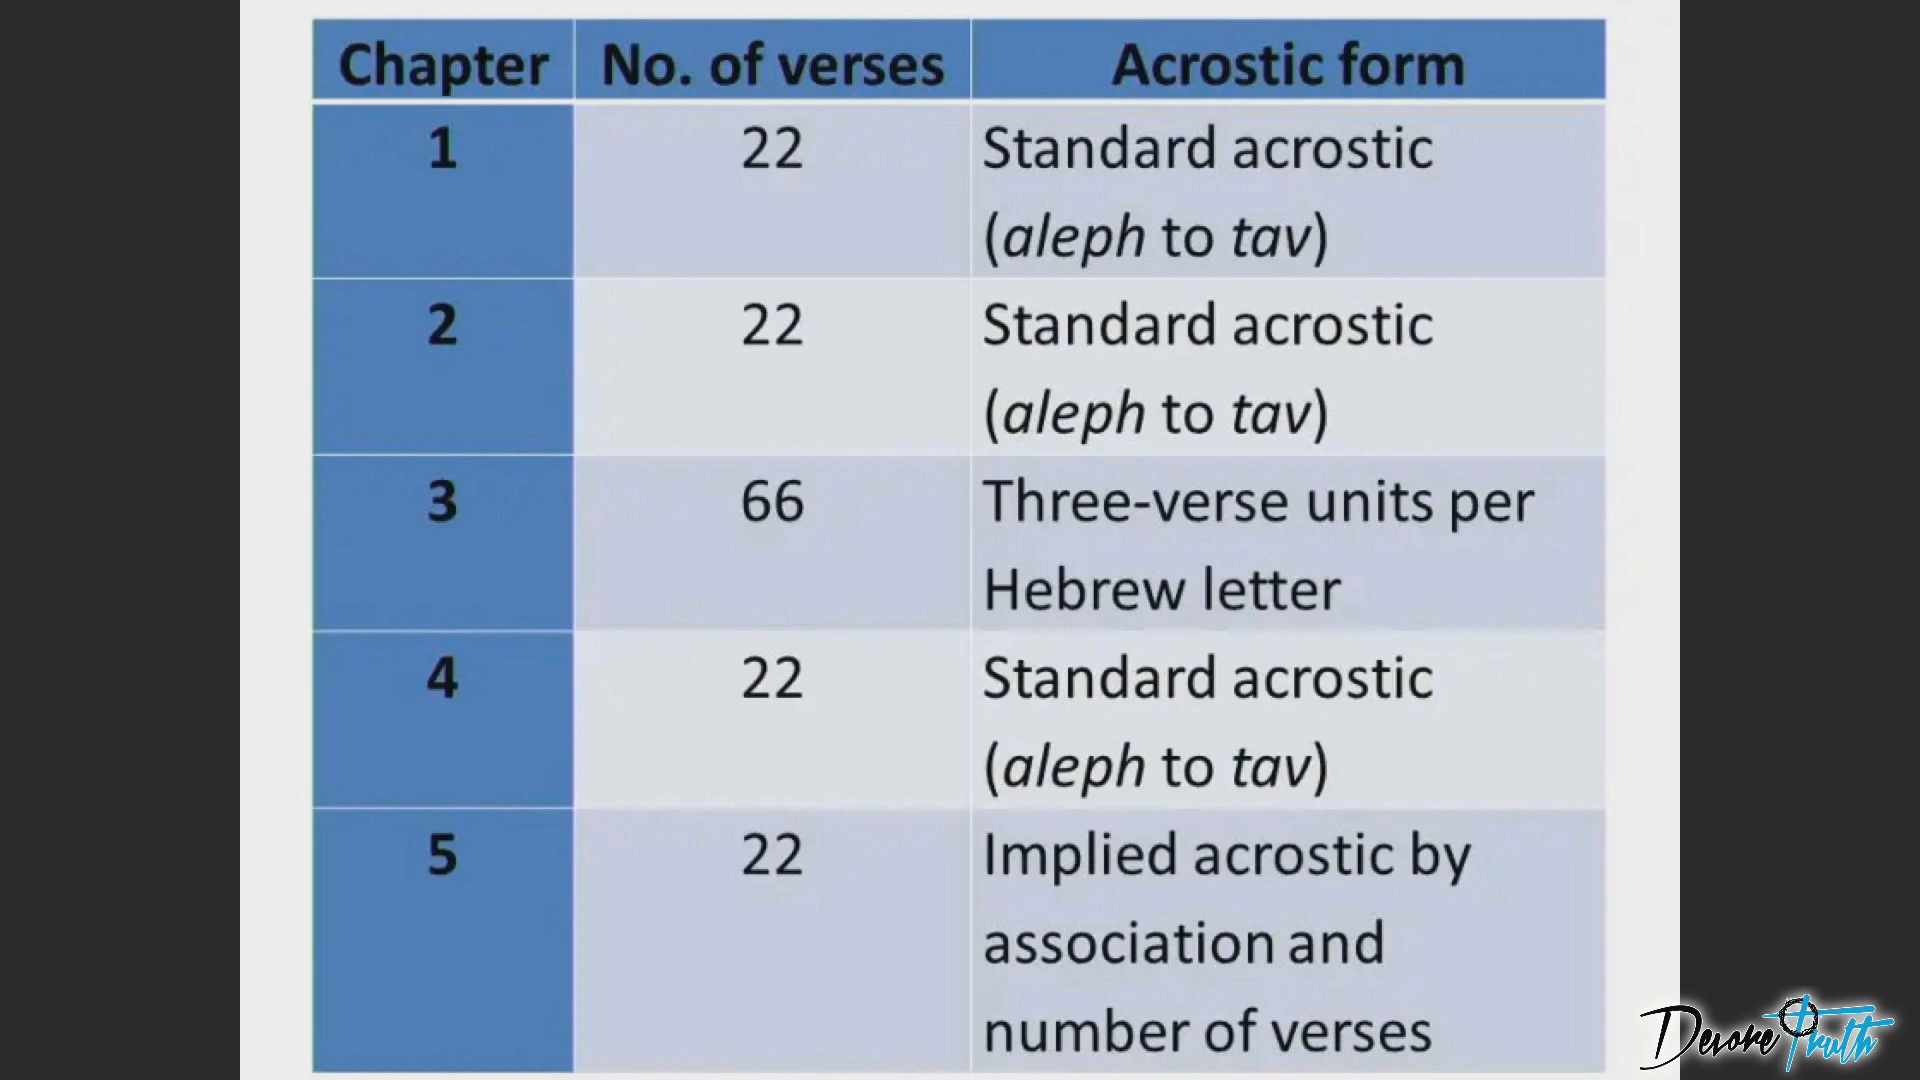 Chapter No. of verses Acrostic form
1 22 Standard acrostic
(aleph to tav)
2 22 Standard acrostic
(aleph to tav)
3 66 Three-verse units per
Hebrew letter
4 22 Standard acrostic
(aleph to tav)
5 22 Implied acrostic by
association and
number of verses
Devore Truth